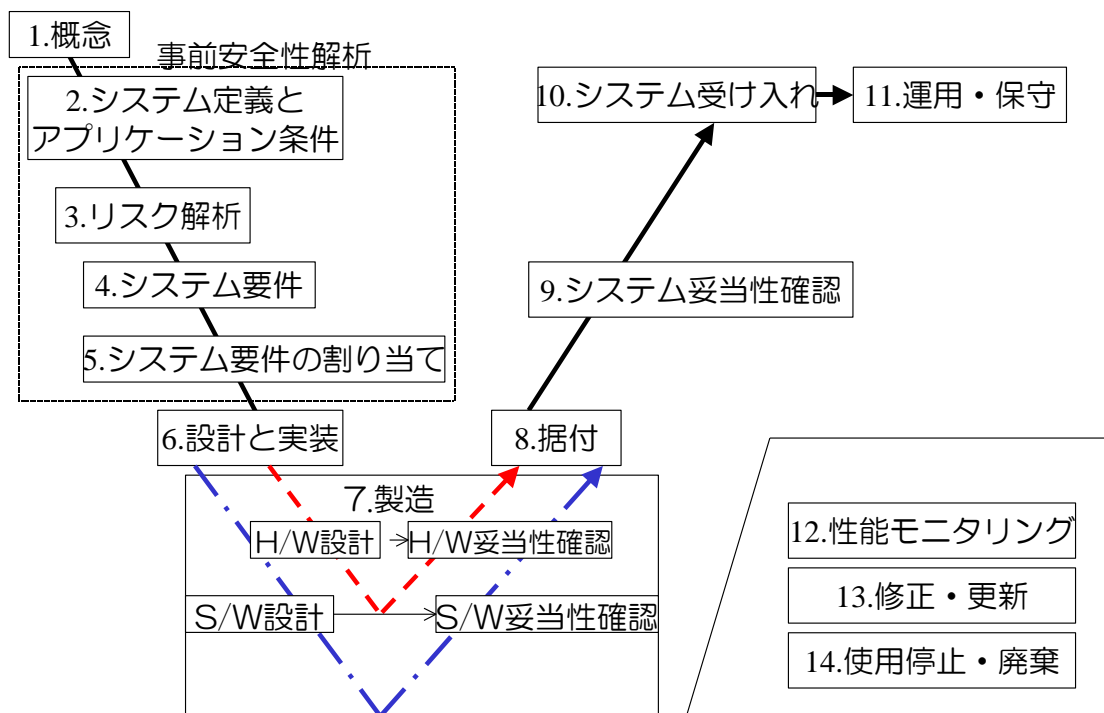 1.概念
事前安全性解析
2.システム定義と
アプリケーション条件
3.リスク解析
4.システム要件
5.システム要件の割り当て
6.設計と実装
7.製造
H/W設計
H/W妥当性確認
S/W設計
S/W妥当性確認
8.据付
9.システム妥当性確認
10.システム受け入れ
11.運用・保守
12.性能モニタリング
13.修正・更新
14.使用停止・廃棄